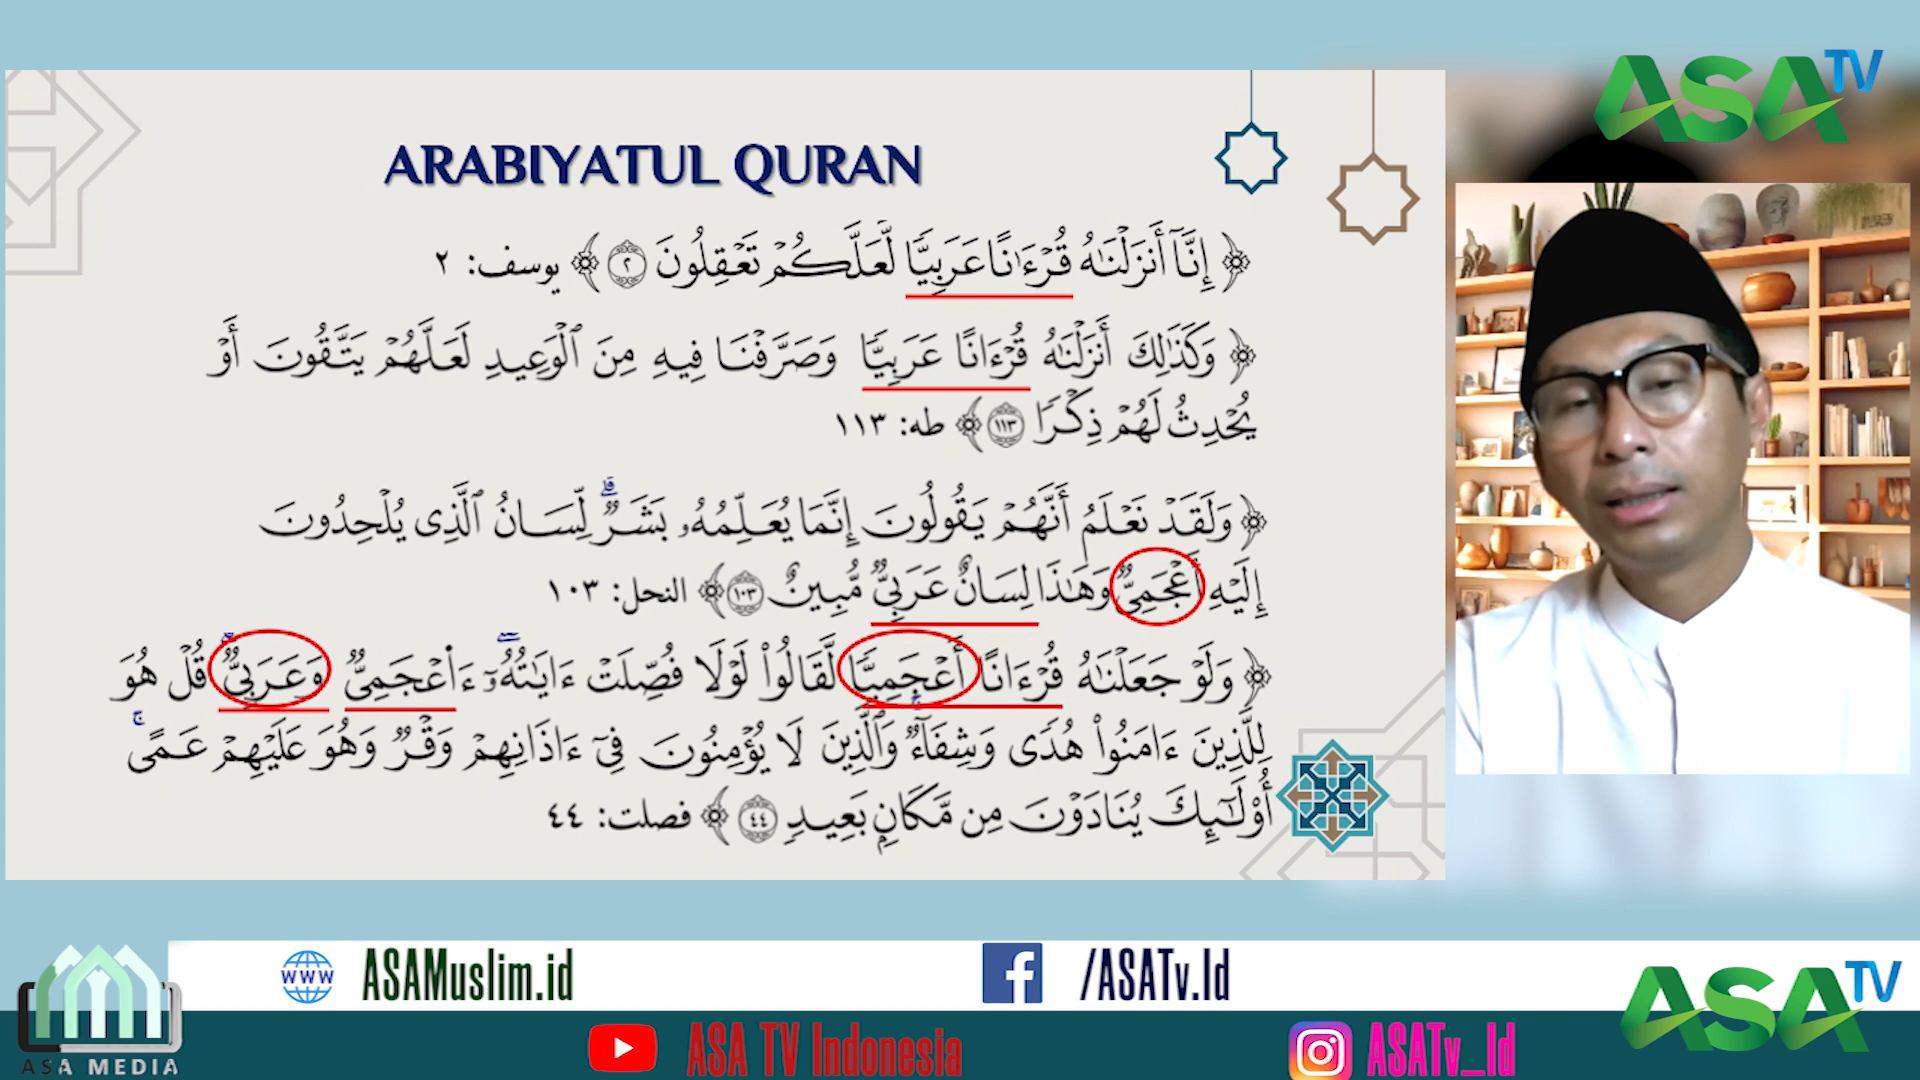 ASA TV
ARABIYATUL QURAN
﴿ إِنَّآ أَنزَلْنَٰهُ قُرْءَٰنًا عَرَبِيًّا لَّعَلَّكُمْ تَعْقِلُونَ ٢ ﴾ يوسف: ٢
﴿ وَكَذَٰلِكَ أَنزَلْنَٰهُ قُرْءَانًا عَرَبِيًّا وَصَرَّفْنَا فِيهِ مِنَ ٱلْوَعِيدِ لَعَلَّهُمْ يَتَّقُونَ أَوْ
يُحْدِثُ لَهُمْ ذِكْرًا ١١٣ ﴾ طه: ١١٣
﴿ وَلَقَدْ نَعْلَمُ أَنَّهُمْ يَقُولُونَ إِنَّمَا يُعَلِّمُهُۥ بَشَرٌ ۗ لِّسَانُ ٱلَّذِى يُلْحِدُونَ
إِلَيْهِ أَعْجَمِىٌّ وَهَٰذَا لِسَانٌ عَرَبِىٌّ مُّبِينٌ ١٠٣ ﴾ النحل: ١٠٣
﴿ وَلَوْ جَعَلْنَٰهُ قُرْءَانًا أَعْجَمِيًّا لَّقَالُوا۟ لَوْلَا فُصِّلَتْ ءَايَٰتُهُۥٓ ۖ ءَا۬عْجَمِىٌّ وَعَرَبِىٌّ ۗ قُلْ هُوَ
لِلَّذِينَ ءَامَنُوا۟ هُدًى وَشِفَآءٌ ۖ وَٱلَّذِينَ لَا يُؤْمِنُونَ فِىٓ ءَاذَانِهِمْ وَقْرٌ وَهُوَ عَلَيْهِمْ عَمًى ۚ
أُو۟لَٰٓئِكَ يُنَادَوْنَ مِن مَّكَانٍۭ بَعِيدٍ ٤٤ ﴾ فصلت: ٤٤
www ASAMuslim.id
/ASATv.Id
ASA TV
ASA TV Indonesia
ASATv_Id
ASA MEDIA